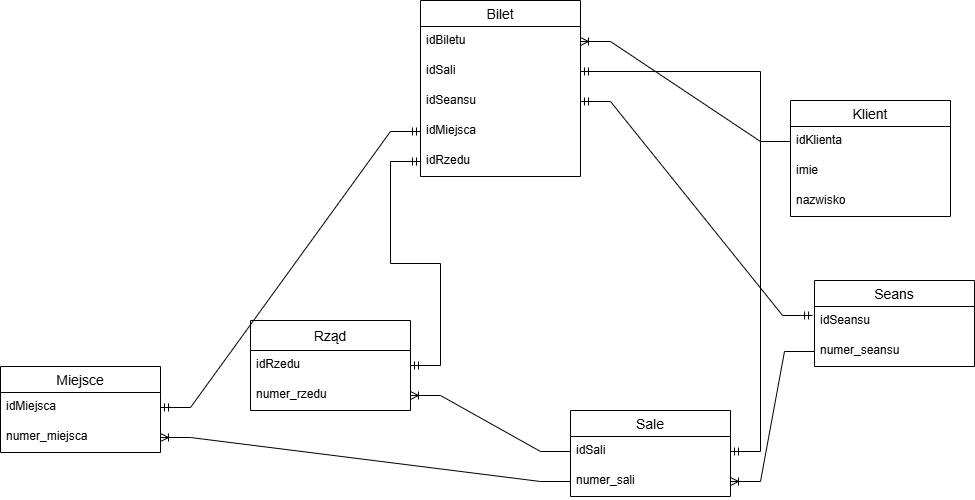 Bilet
idBiletu
idSali
idSeansu
idMiejsca
idRzedu
Klient
idKlienta
imie
nazwisko
Seans
idSeansu
numer_seansu
Rząd
idRzedu
numer_rzedu
Miejsce
idMiejsca
numer_miejsca
Sale
idSali
numer_sali